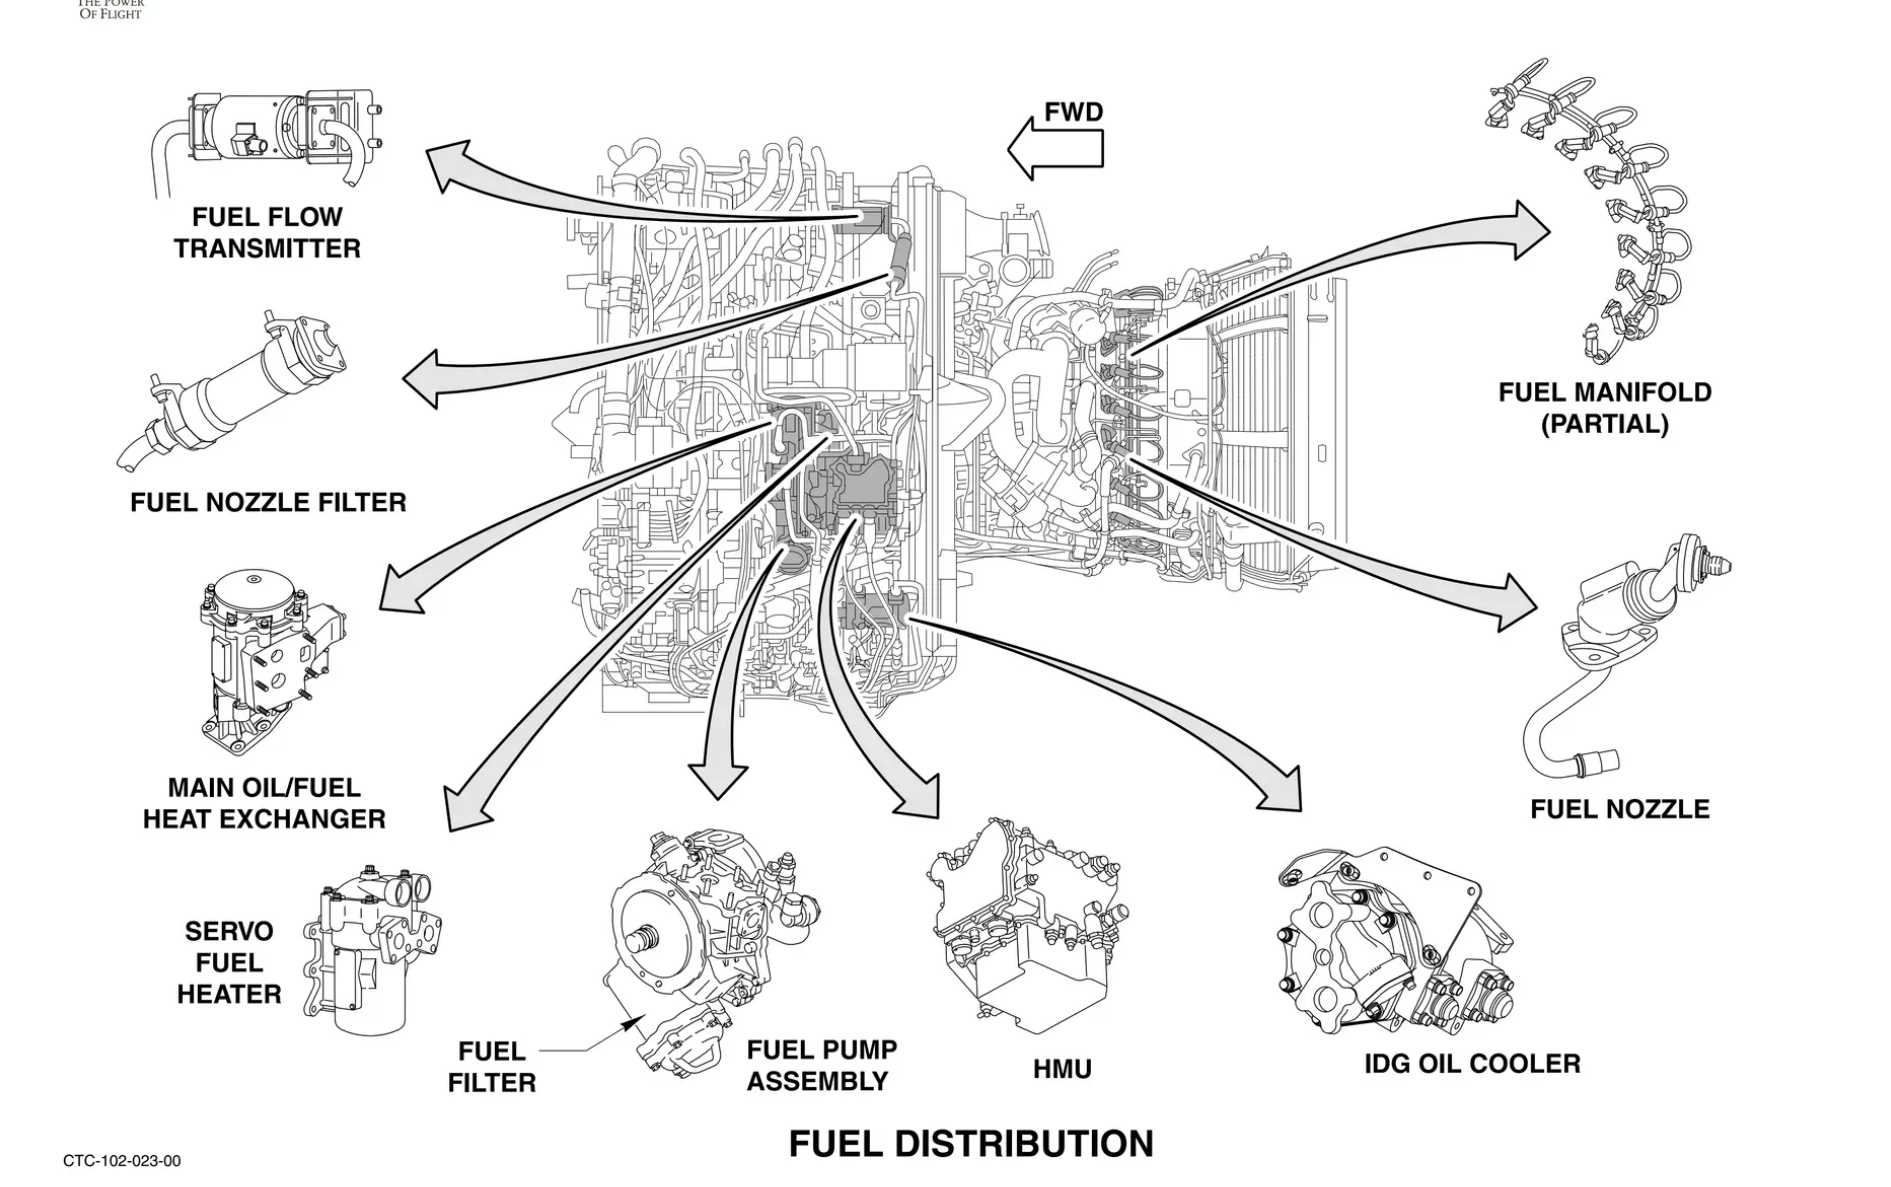 THE POWER
OF FLIGHT
FWD
FUEL FLOW
TRANSMITTER
FUEL MANIFOLD
(PARTIAL)
FUEL NOZZLE FILTER
MAIN OIL/FUEL
HEAT EXCHANGER
FUEL NOZZLE
SERVO
FUEL
HEATER
FUEL
FILTER
FUEL PUMP
ASSEMBLY
HMU
IDG OIL COOLER
FUEL DISTRIBUTION
CTC-102-023-00